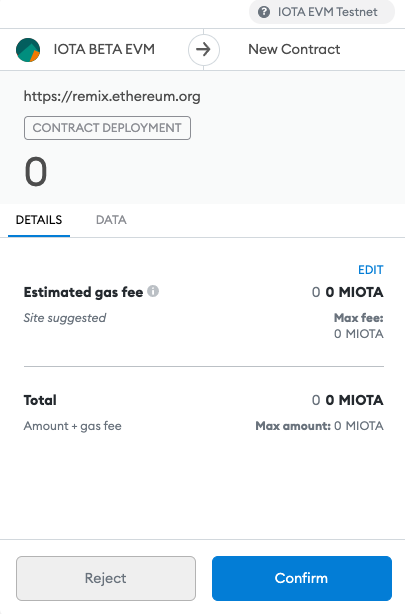 IOTA EVM Testnet
IOTA BETA EVM
New Contract
https://remix.ethereum.org
CONTRACT DEPLOYMENT
0
DETAILS DATA
EDIT
Estimated gas fee 0 0 MIOTA
Site suggested Max fee:
0 MIOTA
Total 0 0 MIOTA
Amount + gas fee Max amount: 0 MIOTA
Reject Confirm